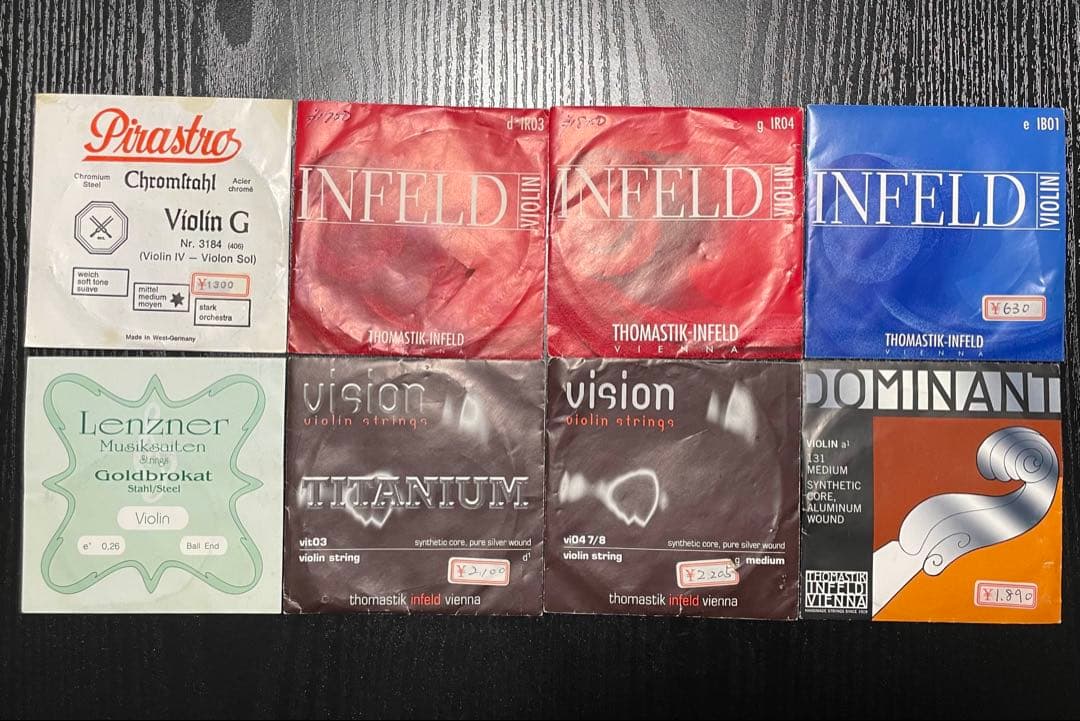 Pirastro
Chromium Steel
Chromstahl
Acier chromé
Violin G
Nr. 3184 (406)
(Violin IV – Violon Sol)
weich
soft tone
suave
mittel
medium
moyen
¥1300
stark
orchestra
Made in West-Germany
d IR03
INFELD
VIOLIN
THOMASTIK-INFELD
VIENNA
g IR04
INFELD
VIOLIN
THOMASTIK-INFELD
VIENNA
e IB01
INFELD
VIOLIN
¥630
THOMASTIK-INFELD
VIENNA
Lenzner
Musiksaiten
Strings
Goldbrokat
Stahl/Steel
Violin
e" 0,26
Ball End
vision
violin strings
TITANIUM
vit03
synthetic core, pure silver wound
violin string
d¹
¥2,100
thomastik infeld vienna
vision
violin strings
vi04 7/8
synthetic core, pure silver wound
violin string
g medium
¥2.205
thomastik infeld vienna
DOMINANT
VIOLIN a¹
131
MEDIUM
SYNTHETIC
CORE,
ALUMINUM
WOUND
THOMASTIK
INFELD
VIENNA
HANDMADE STRINGS SINCE 1919
¥1.890